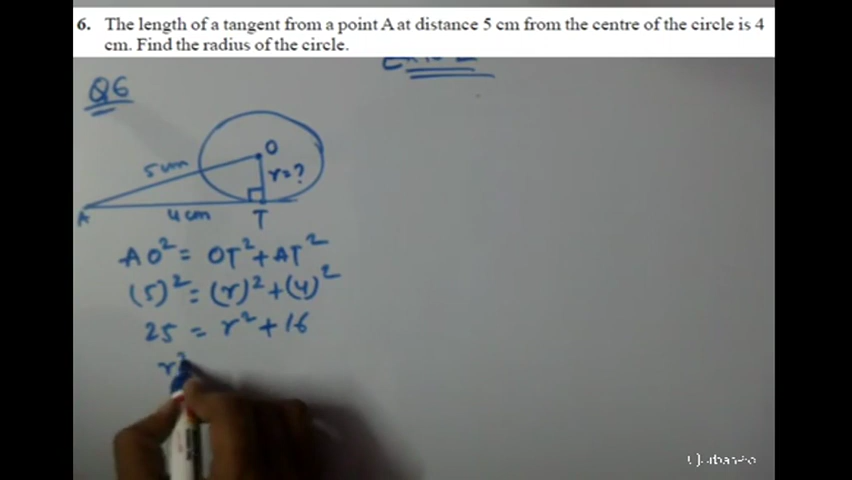 6. The length of a tangent from a point A at distance 5 cm from the centre of the circle is 4
cm. Find the radius of the circle.
Q6
O
5cm
r=?
A
4cm
T
AO² = OT² + AT²
(5)² = (r)² + (4)²
25 = r² + 16
r²